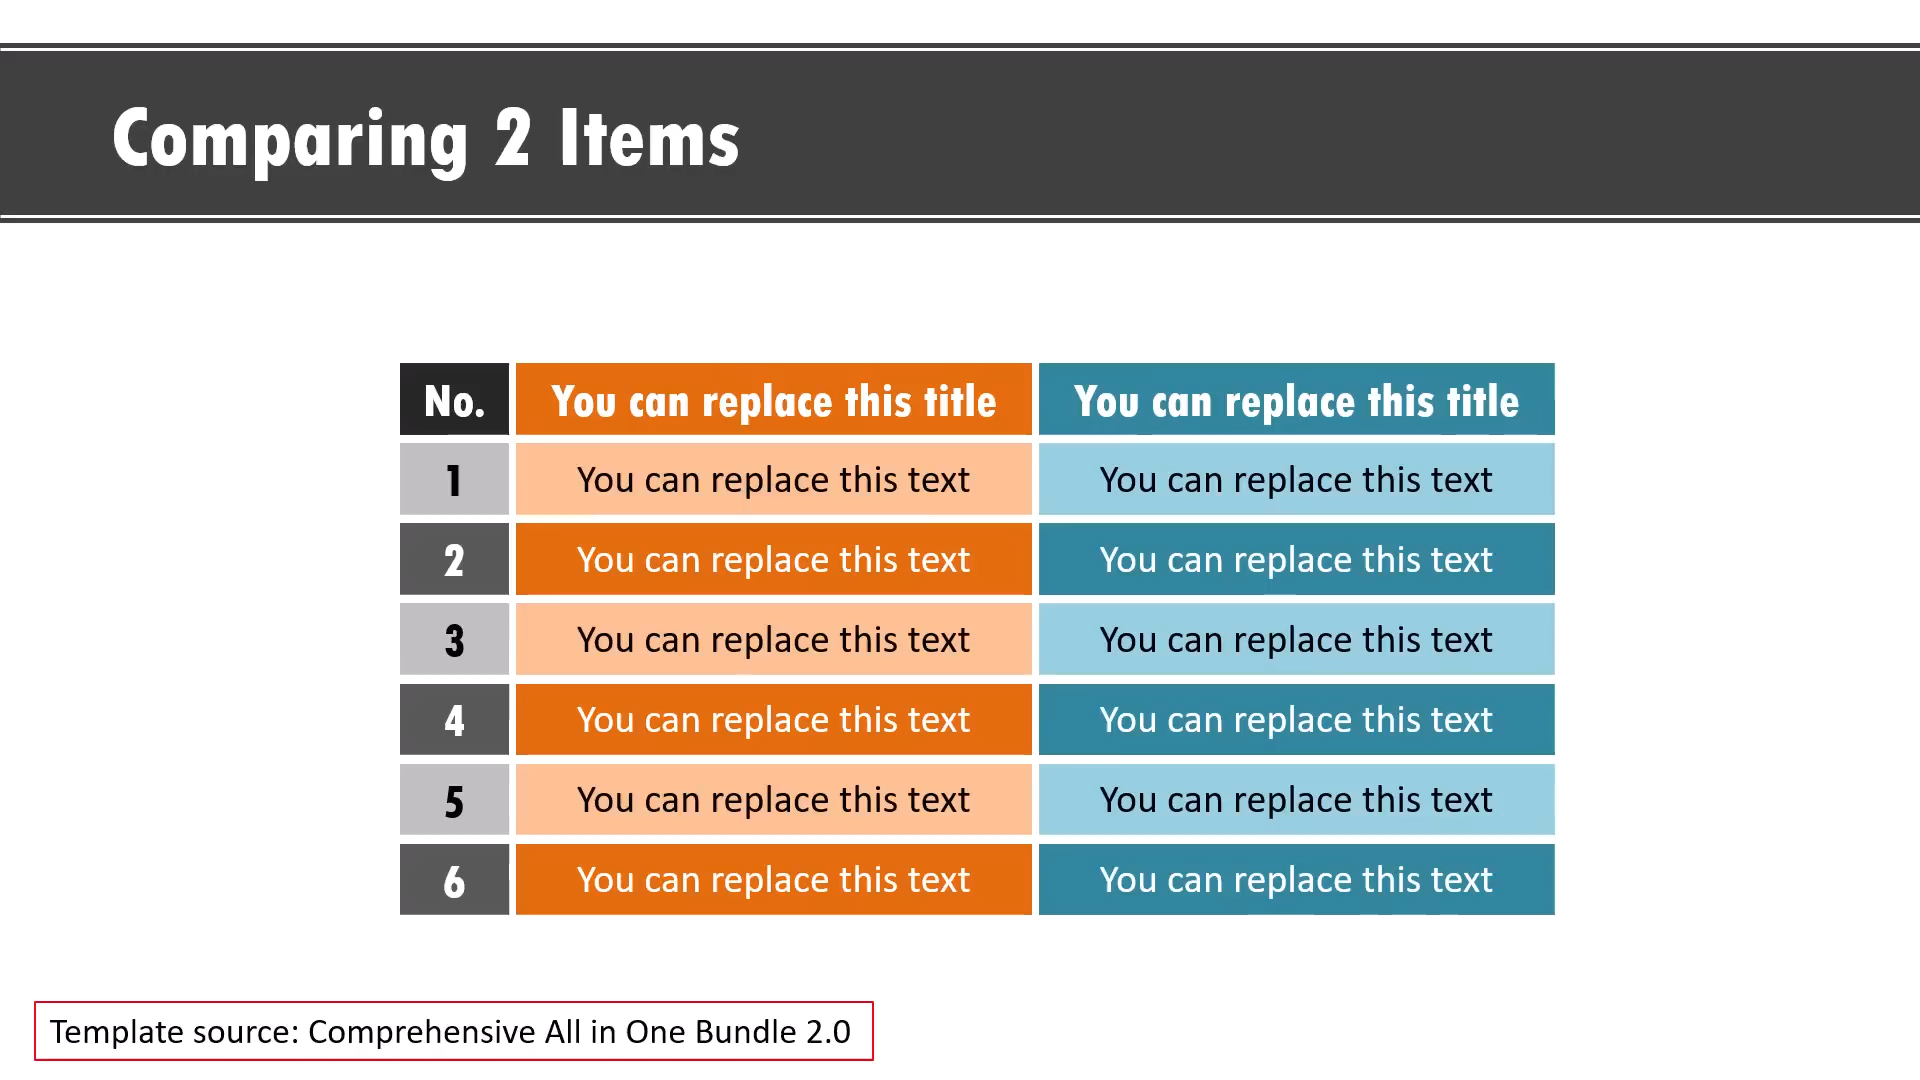 Comparing 2 Items
No. You can replace this title You can replace this title
1 You can replace this text You can replace this text
2 You can replace this text You can replace this text
3 You can replace this text You can replace this text
4 You can replace this text You can replace this text
5 You can replace this text You can replace this text
6 You can replace this text You can replace this text
Template source: Comprehensive All in One Bundle 2.0